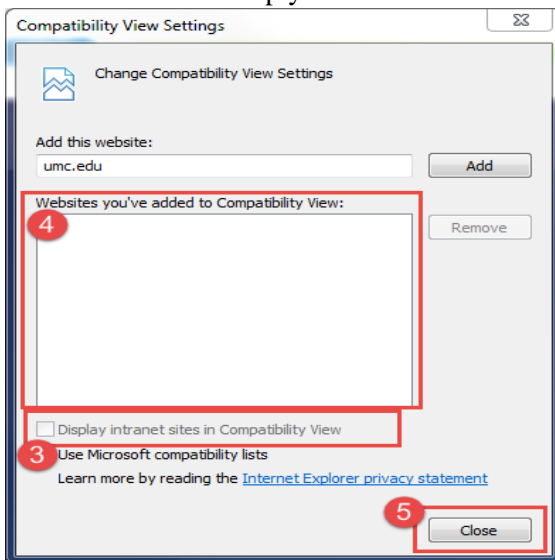 Compatibility View Settings
Change Compatibility View Settings
Add this website:
umc.edu
Add
Websites you've added to Compatibility View:
4
Remove
Display intranet sites in Compatibility View
3
Use Microsoft compatibility lists
Learn more by reading the Internet Explorer privacy statement
5
Close